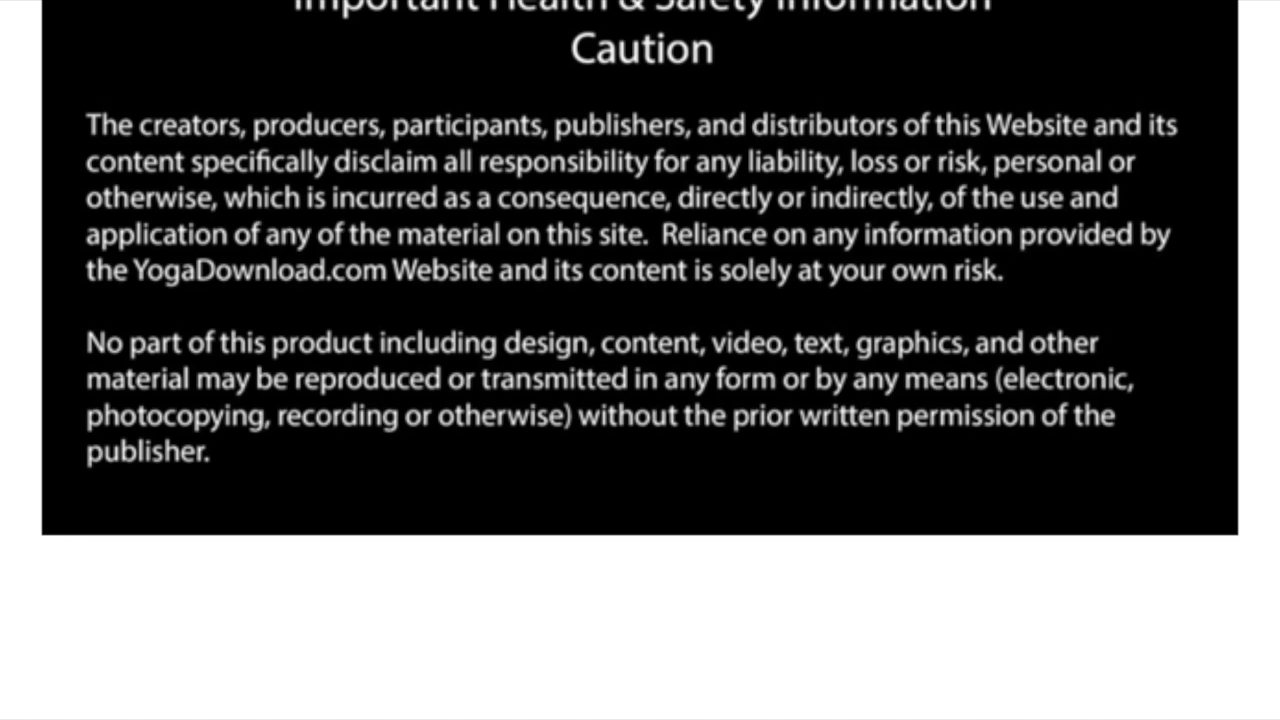 Important Health & Safety Information
Caution
The creators, producers, participants, publishers, and distributors of this Website and its
content specifically disclaim all responsibility for any liability, loss or risk, personal or
otherwise, which is incurred as a consequence, directly or indirectly, of the use and
application of any of the material on this site.  Reliance on any information provided by
the YogaDownload.com Website and its content is solely at your own risk.
No part of this product including design, content, video, text, graphics, and other
material may be reproduced or transmitted in any form or by any means (electronic,
photocopying, recording or otherwise) without the prior written permission of the
publisher.